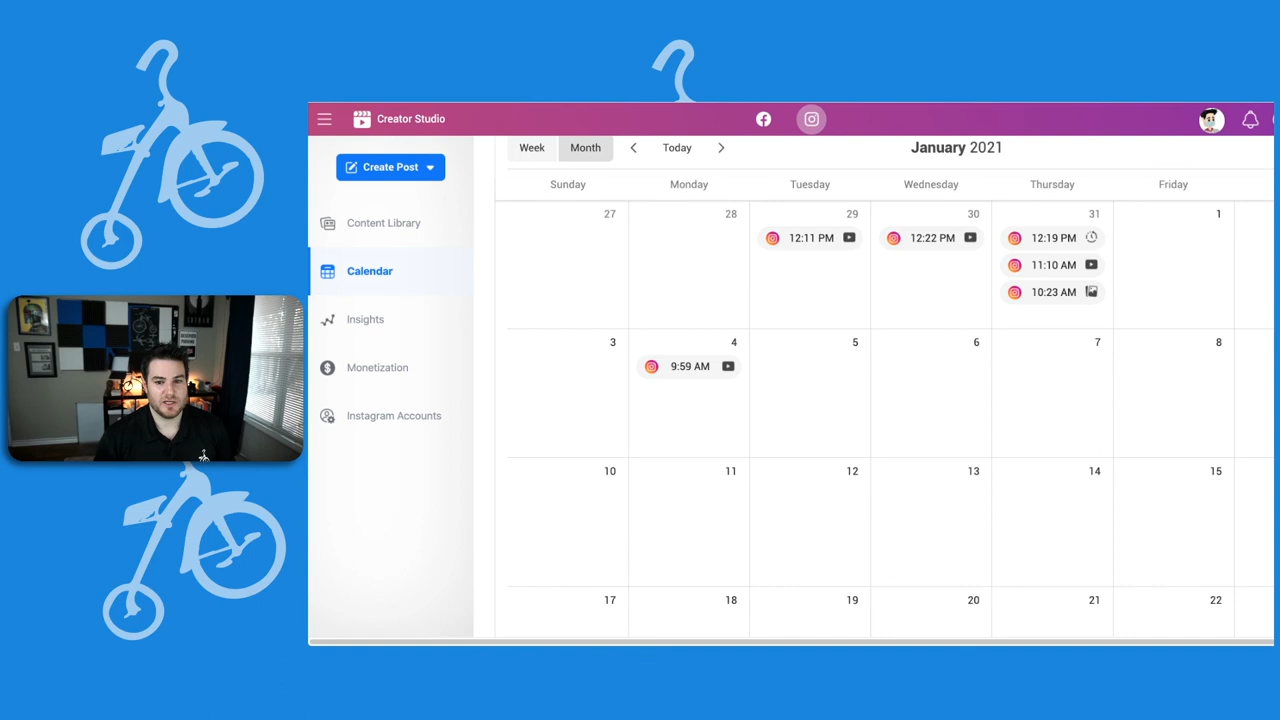 Creator Studio
Create Post
Week Month Today January 2021
Content Library
Calendar
Insights
Monetization
Instagram Accounts
Sunday Monday Tuesday Wednesday Thursday Friday
27 28 29 30 31 1
12:11 PM 12:22 PM 12:19 PM
11:10 AM
10:23 AM
3 4 5 6 7 8
9:59 AM
10 11 12 13 14 15
17 18 19 20 21 22